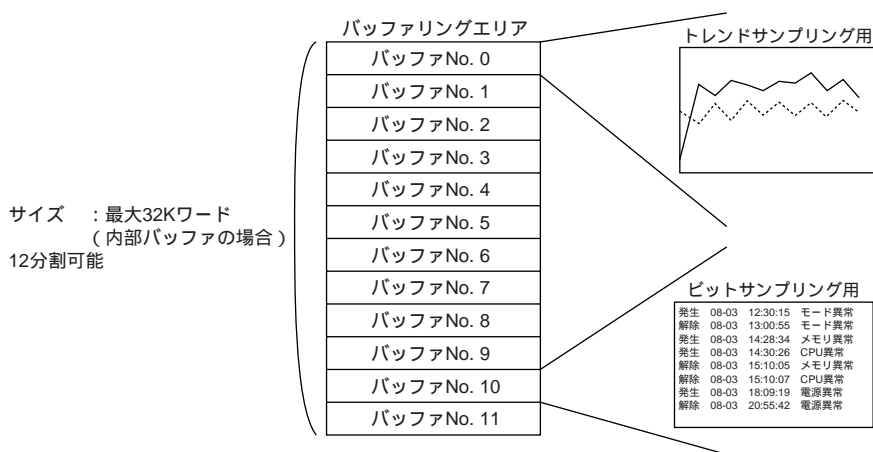 バッファリングエリア
バッファNo. 0
バッファNo. 1
バッファNo. 2
バッファNo. 3
バッファNo. 4
バッファNo. 5
バッファNo. 6
バッファNo. 7
バッファNo. 8
バッファNo. 9
バッファNo. 10
バッファNo. 11
サイズ ：最大32Kワード
（内部バッファの場合）
12分割可能
トレンドサンプリング用
ビットサンプリング用
発生 08-03 12:30:15 モード異常
解除 08-03 13:00:55 モード異常
発生 08-03 14:28:34 メモリ異常
発生 08-03 14:30:26 CPU異常
解除 08-03 15:10:05 メモリ異常
解除 08-03 15:10:07 CPU異常
発生 08-03 18:09:19 電源異常
解除 08-03 20:55:42 電源異常